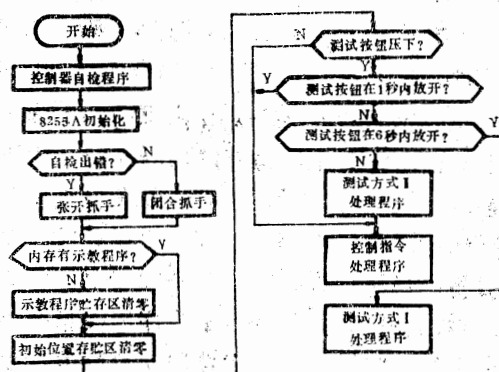 开始
控制器自检程序
8255A初始化
自检出错?
N
Y
张开抓手
闭合抓手
内存有示教程序?
Y
N
示教程序贮存区清零
初始位置存贮区清零
N
测试按钮压下?
Y
Y
测试按钮在1秒内放开?
N
测试按钮在6秒内放开?
Y
N
测试方式Ⅱ
处理程序
控制指令
处理程序
测试方式Ⅰ
处理程序